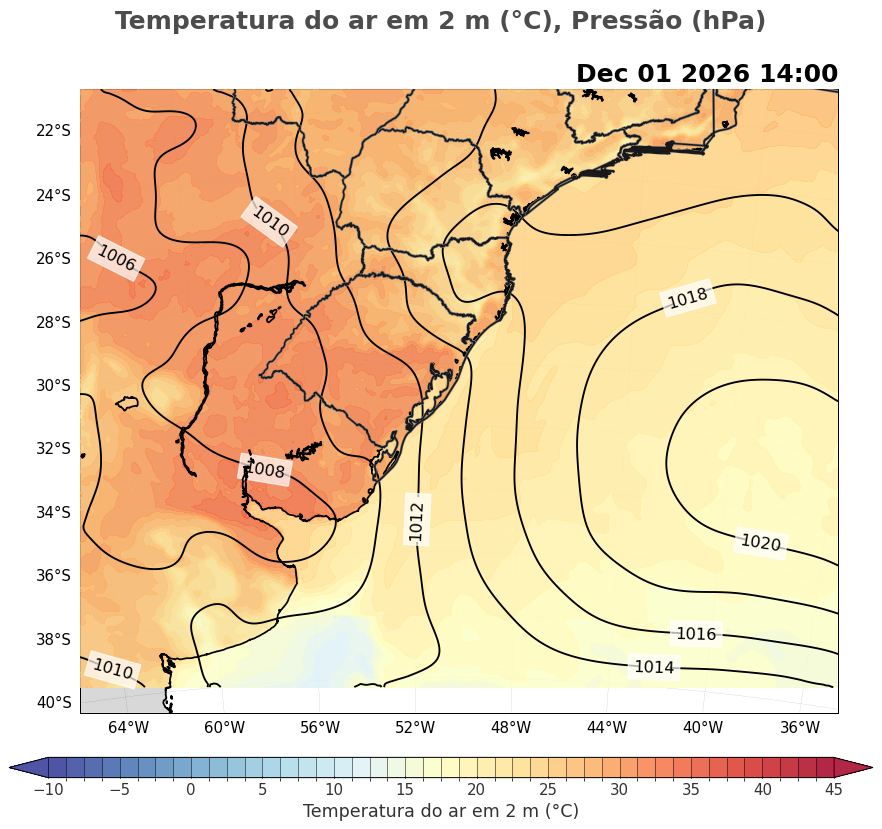 Temperatura do ar em 2 m (°C), Pressão (hPa)
Dec 01 2026 14:00
22°S
24°S
26°S
28°S
30°S
32°S
34°S
36°S
38°S
40°S
1010
1006
1018
1008
1012
1020
1016
1014
1010
64°W 60°W 56°W 52°W 48°W 44°W 40°W 36°W
−10 −5 0 5 10 15 20 25 30 35 40 45
Temperatura do ar em 2 m (°C)